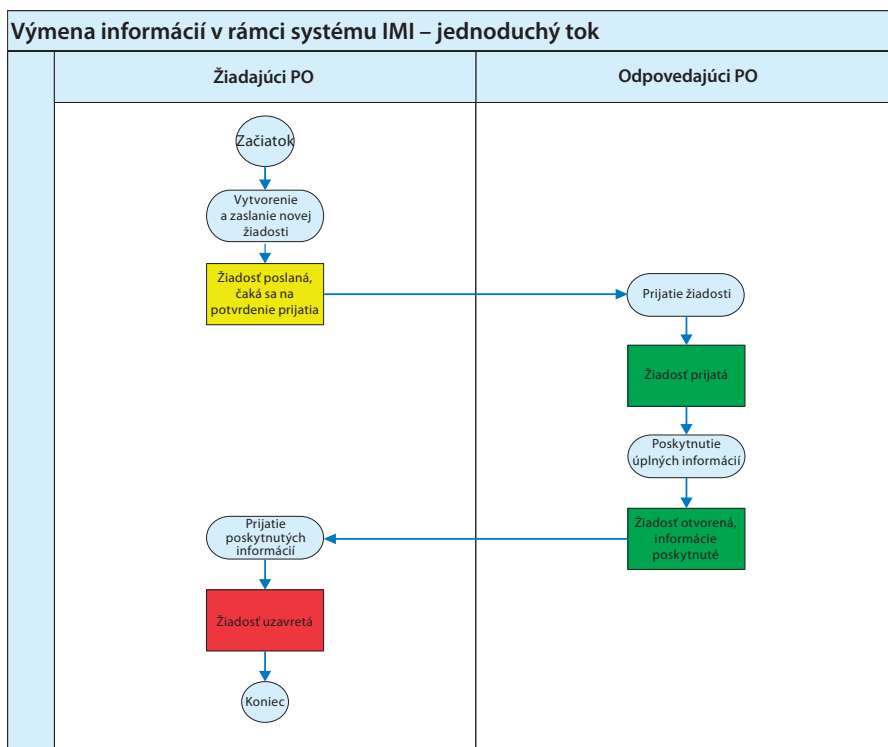 Výmena informácií v rámci systému IMI – jednoduchý tok
Žiadajúci PO
Odpovedajúci PO
Začiatok
Vytvorenie
a zaslanie novej
žiadosti
Žiadosť poslaná,
čaká sa na
potvrdenie prijatia
Prijatie žiadosti
Žiadosť prijatá
Poskytnutie
úplných informácií
Žiadosť otvorená,
informácie
poskytnuté
Prijatie
poskytnutých
informácií
Žiadosť uzavretá
Koniec